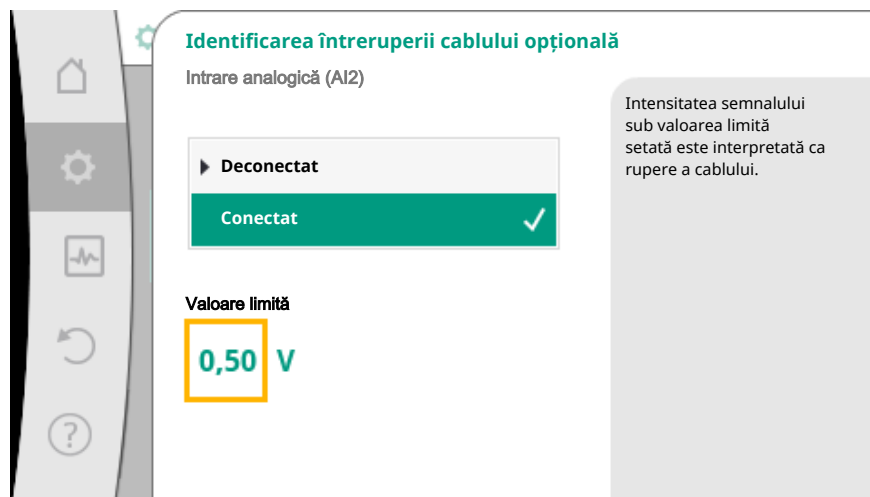 Identificarea întreruperii cablului opțională
Intrare analogică (AI2)
Deconectat
Conectat
Valoare limită
0,50 V
Intensitatea semnalului
sub valoarea limită
setată este interpretată ca
rupere a cablului.
?